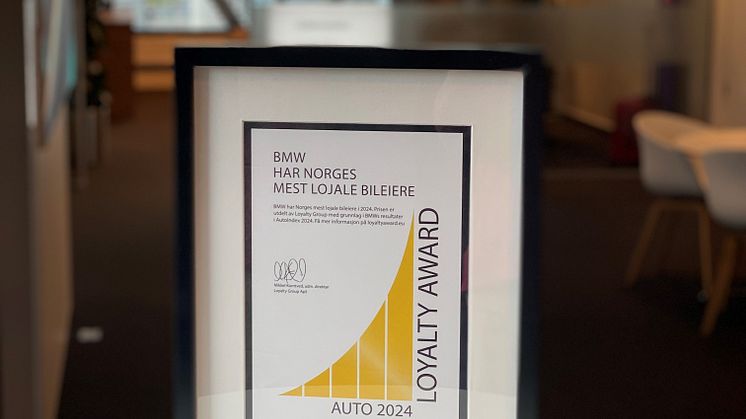 BMW
HAR NORGES
MEST LOJALE BILEIERE
BMW har Norges mest lojale bileiere i 2024. Prisen er
utdelt av Loyalty Group med grunnlag i BMWs resultater
i AutoIndex 2024. Få mer informasjon på loyaltyaward.eu
adm. direktør
Loyalty Group ApS
LOYALTY AWARD
AUTO 2024